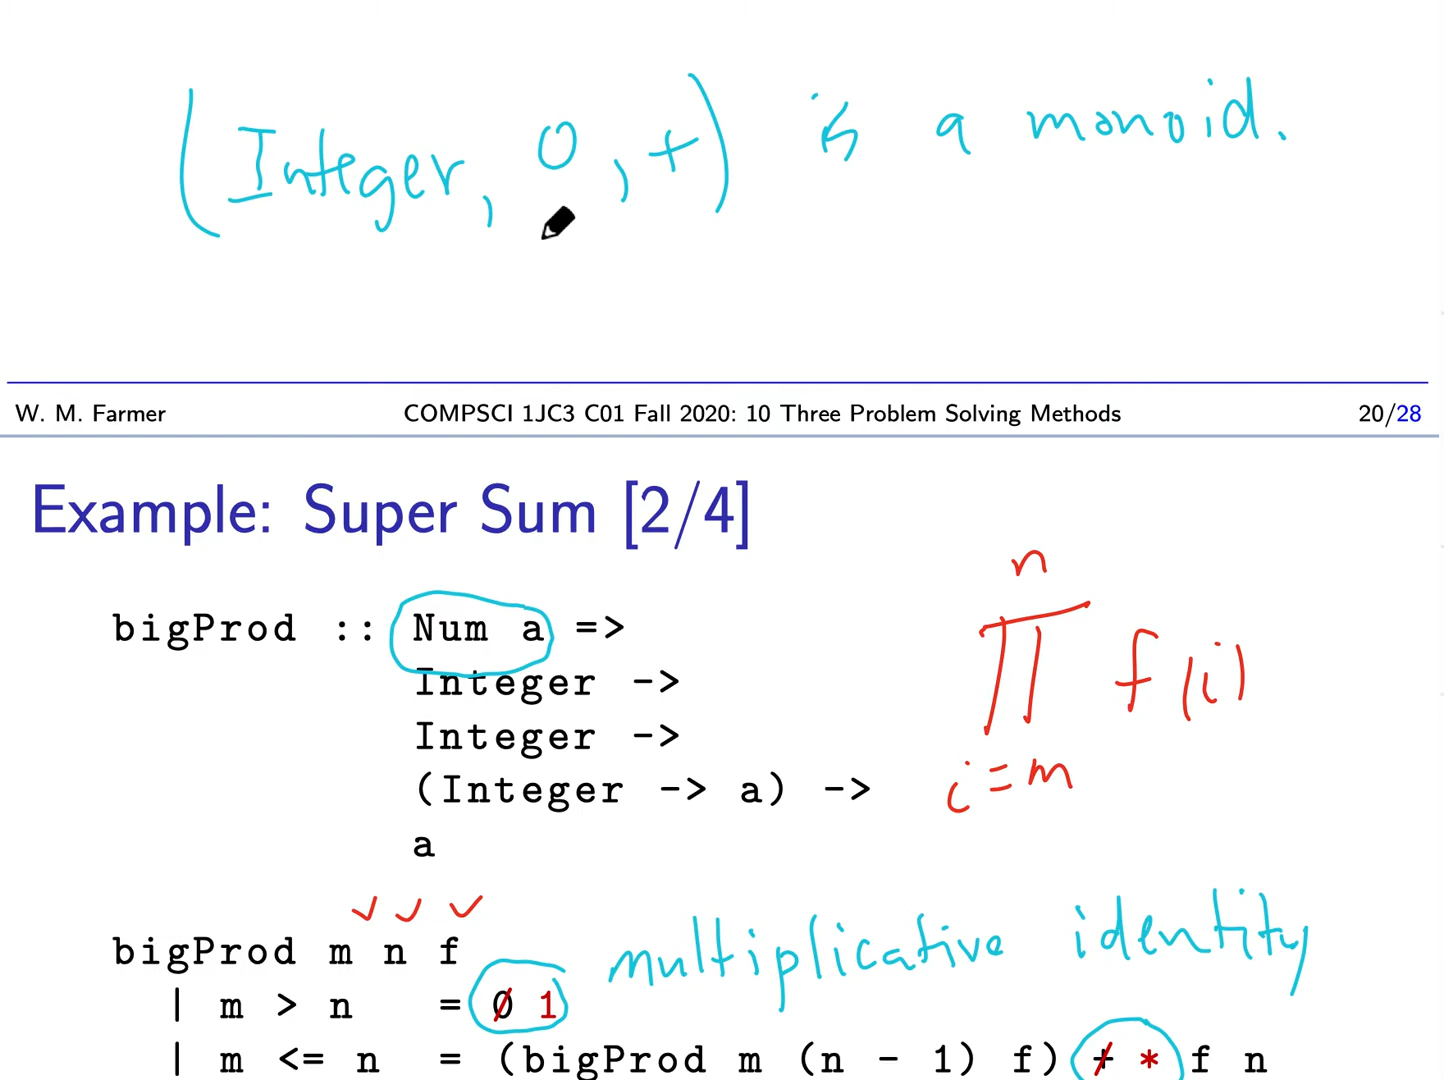 (Integer, 0, +) is a monoid.
W. M. Farmer COMPSCI 1JC3 C01 Fall 2020: 10 Three Problem Solving Methods 20/28
Example: Super Sum [2/4]
bigProd :: Num a =>
Integer ->
Integer ->
(Integer -> a) ->
a
n
∏ f(i)
i=m
bigProd m n f
multiplicative identity
| m > n = 0 1
| m <= n = (bigProd m (n - 1) f) + * f n